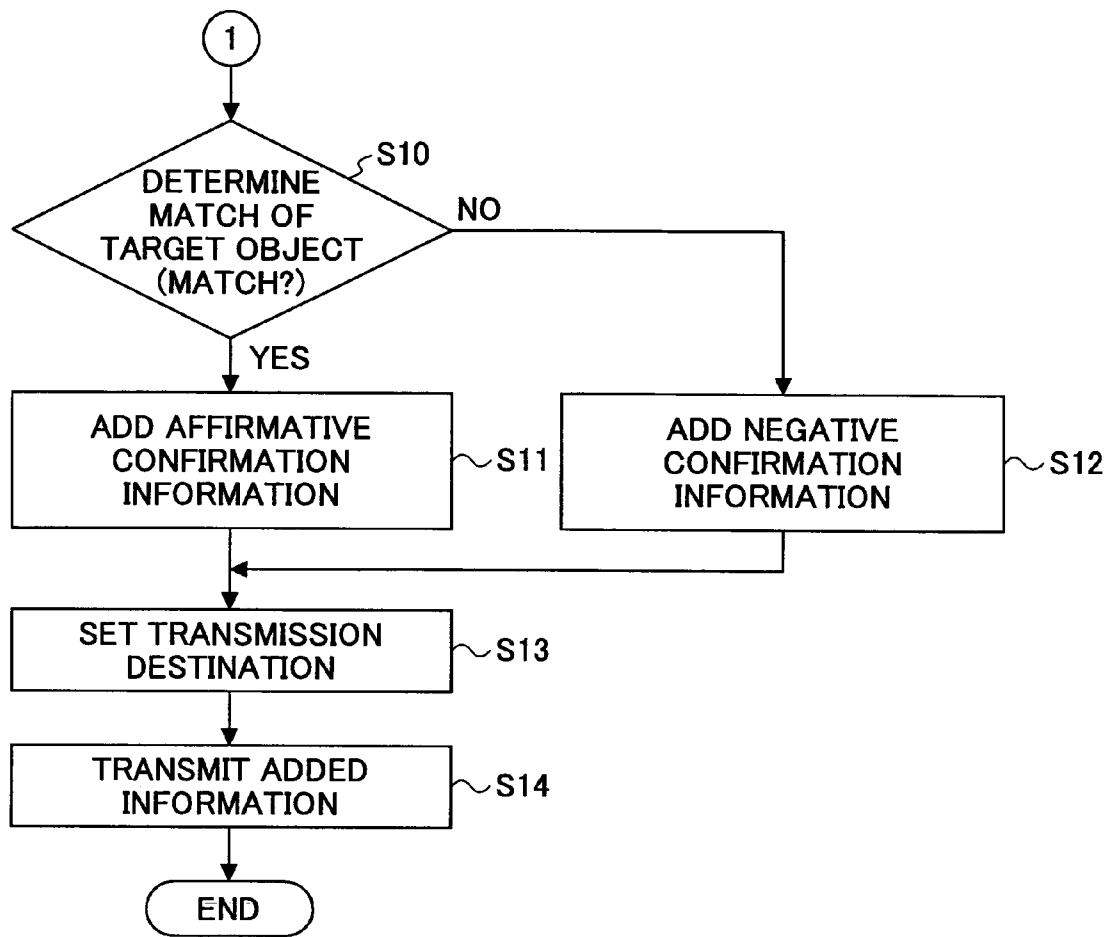 1
S10
DETERMINE
MATCH OF
TARGET OBJECT
(MATCH?)
NO
YES
ADD AFFIRMATIVE
CONFIRMATION
INFORMATION
S11
ADD NEGATIVE
CONFIRMATION
INFORMATION
S12
SET TRANSMISSION
DESTINATION
S13
TRANSMIT ADDED
INFORMATION
S14
END